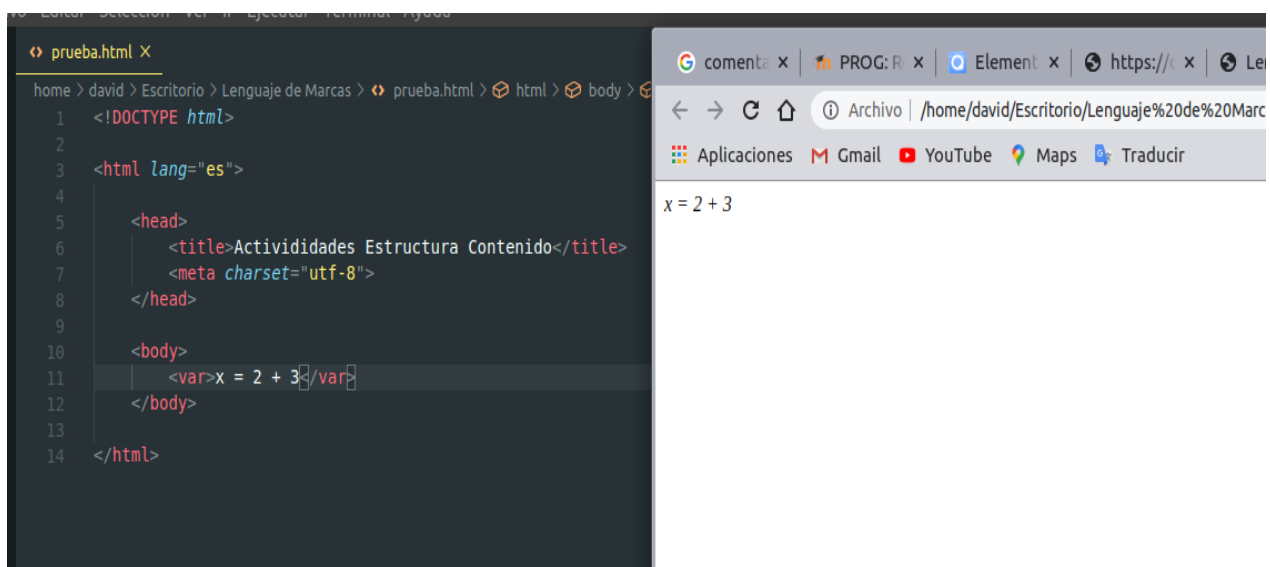 prueba.html
home > david > Escritorio > Lenguaje de Marcas > prueba.html > html > body >
1 <!DOCTYPE html>
2
3 <html lang="es">
4
5 <head>
6 <title>Activididades Estructura Contenido</title>
7 <meta charset="utf-8">
8 </head>
9
10 <body>
11 <var>x = 2 + 3</var>
12 </body>
13
14 </html>
comenta PROG: R Element https:// Le
Archivo | /home/david/Escritorio/Lenguaje%20de%20Marc
Aplicaciones Gmail YouTube Maps Traducir
x = 2 + 3